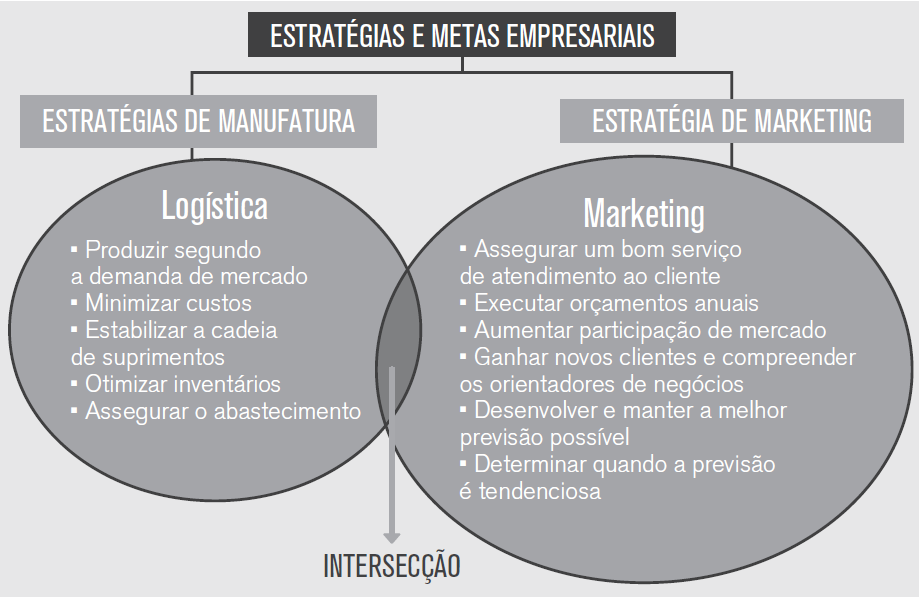 ESTRATÉGIAS E METAS EMPRESARIAIS
ESTRATÉGIAS DE MANUFATURA
ESTRATÉGIA DE MARKETING
Logística
▪ Produzir segundo
a demanda de mercado
▪ Minimizar custos
▪ Estabilizar a cadeia
de suprimentos
▪ Otimizar inventários
▪ Assegurar o abastecimento
Marketing
▪ Assegurar um bom serviço
de atendimento ao cliente
▪ Executar orçamentos anuais
▪ Aumentar participação de mercado
▪ Ganhar novos clientes e compreender
os orientadores de negócios
▪ Desenvolver e manter a melhor
previsão possível
▪ Determinar quando a previsão
é tendenciosa
INTERSECÇÃO